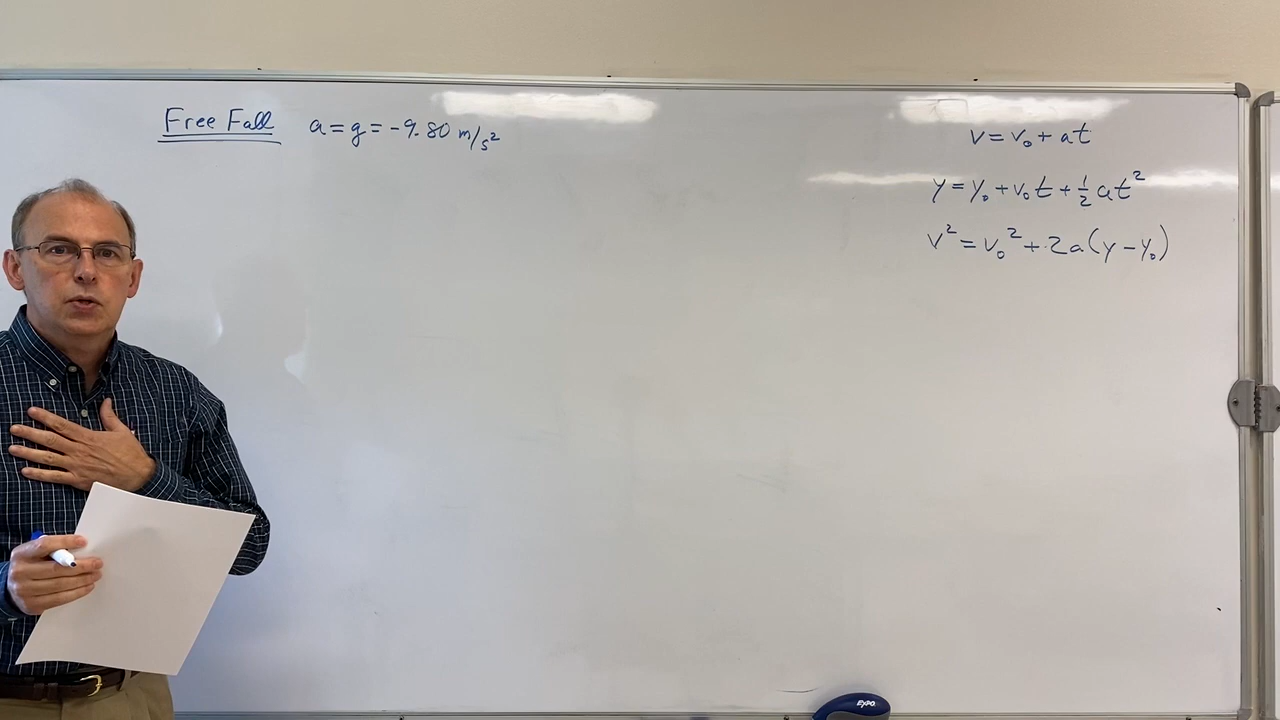 Free Fall a = g = -9.80 m/s²
v = v₀ + at
y = y₀ + v₀t + ½at²
v² = v₀² + 2a(y - y₀)
EXPO